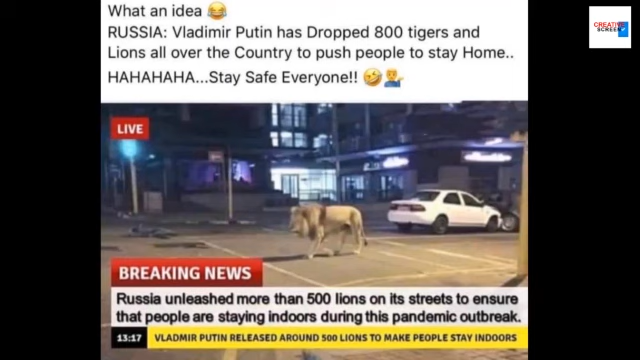 What an idea 😂
RUSSIA: Vladimir Putin has Dropped 800 tigers and
Lions all over the Country to push people to stay Home..
HAHAHAHA...Stay Safe Everyone!! 🤣💁‍♂️
CREATIVE
SCREEN
LIVE
BREAKING NEWS
Russia unleashed more than 500 lions on its streets to ensure
that people are staying indoors during this pandemic outbreak.
13:17 VLADMIR PUTIN RELEASED AROUND 500 LIONS TO MAKE PEOPLE STAY INDOORS